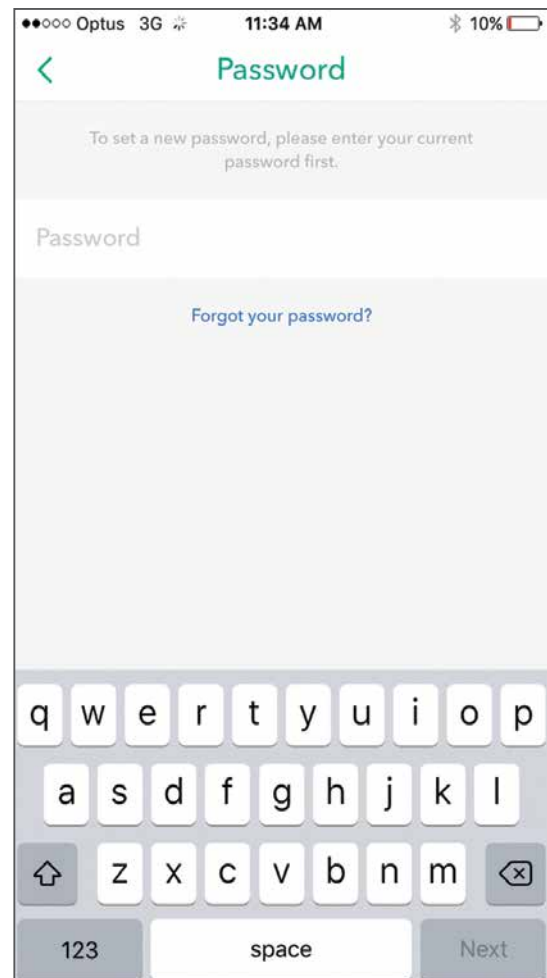 Optus 3G 11:34 AM 10%
Password
To set a new password, please enter your current
password first.
Password
Forgot your password?
q w e r t y u i o p
a s d f g h j k l
z x c v b n m
123 space Next